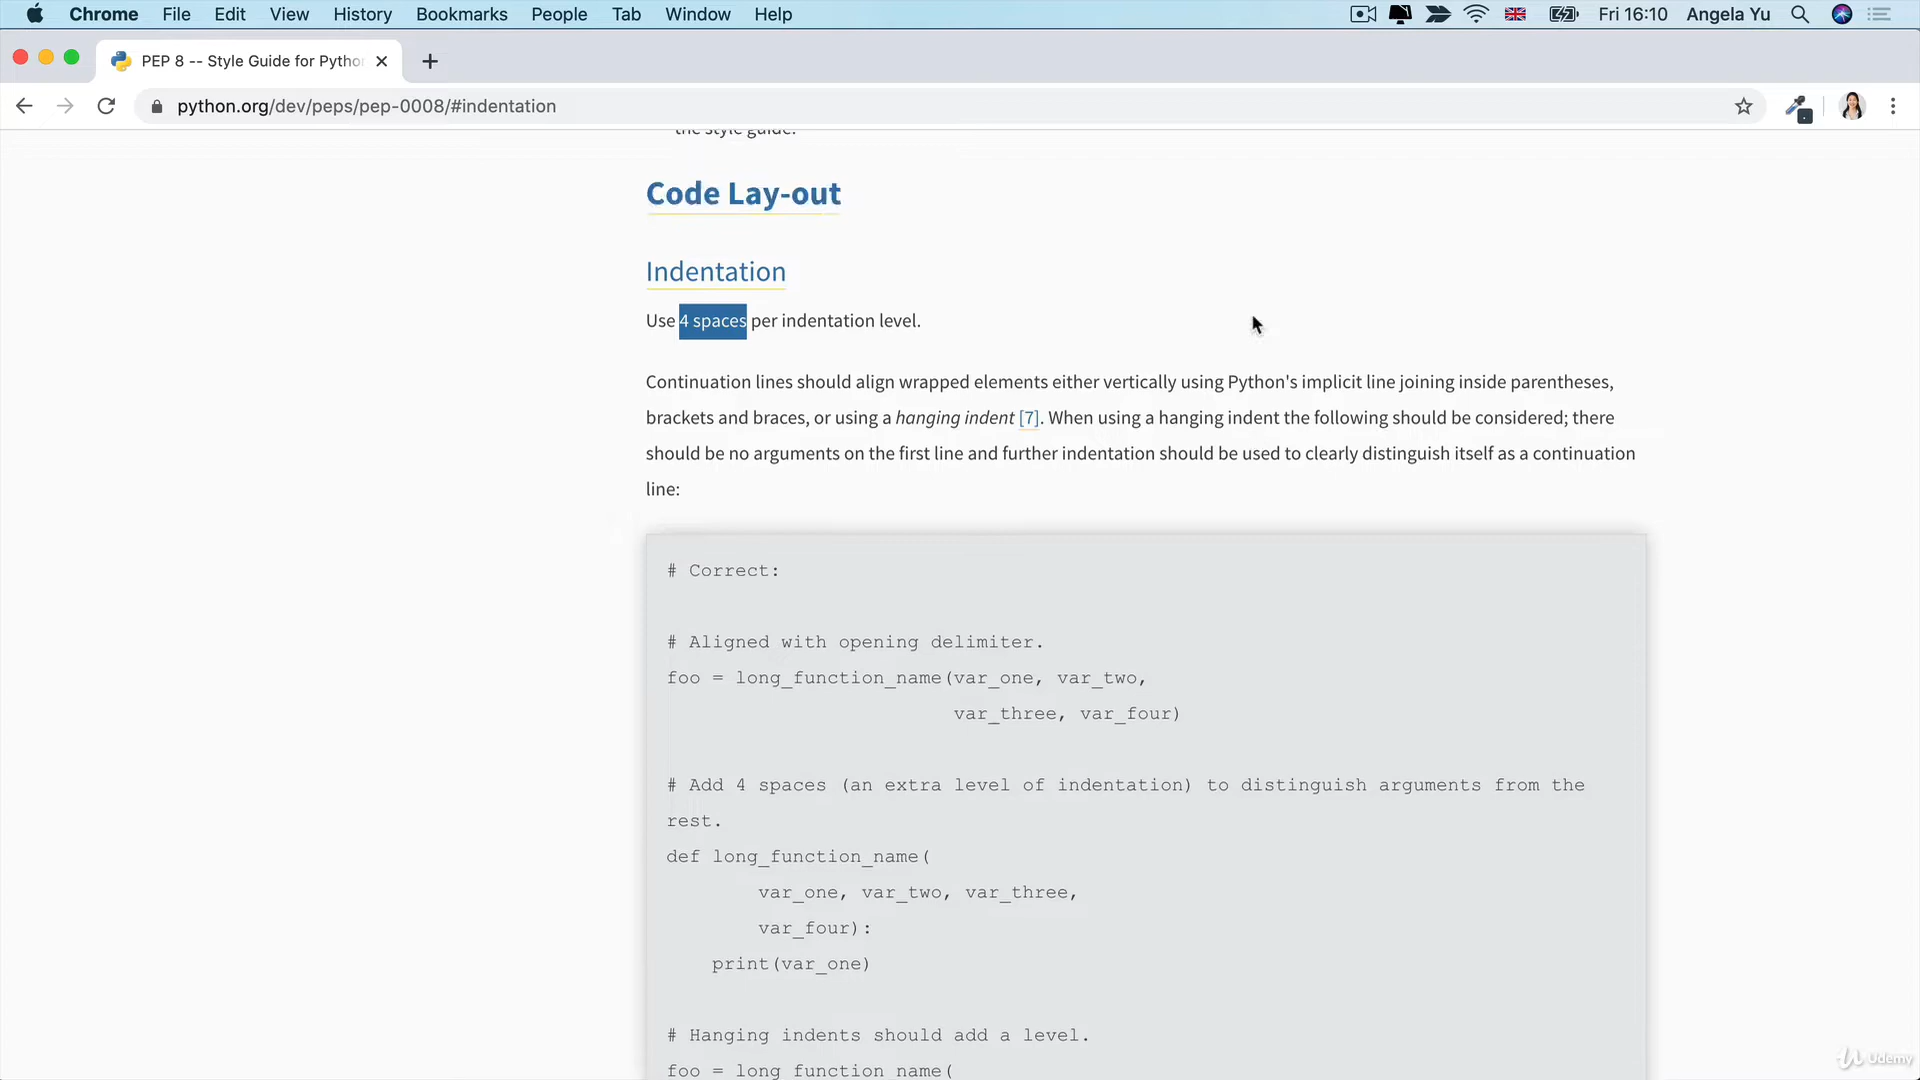 Chrome File Edit View History Bookmarks People Tab Window Help Fri 16:10 Angela Yu
PEP 8 -- Style Guide for Pytho
python.org/dev/peps/pep-0008/#indentation
the style guide.
Code Lay-out
Indentation
Use 4 spaces per indentation level.
Continuation lines should align wrapped elements either vertically using Python's implicit line joining inside parentheses,
brackets and braces, or using a hanging indent [7]. When using a hanging indent the following should be considered; there
should be no arguments on the first line and further indentation should be used to clearly distinguish itself as a continuation
line:
# Correct:
# Aligned with opening delimiter.
foo = long_function_name(var_one, var_two,
var_three, var_four)
# Add 4 spaces (an extra level of indentation) to distinguish arguments from the
rest.
def long_function_name(
var_one, var_two, var_three,
var_four):
print(var_one)
# Hanging indents should add a level.
foo = long_function_name(
Udemy